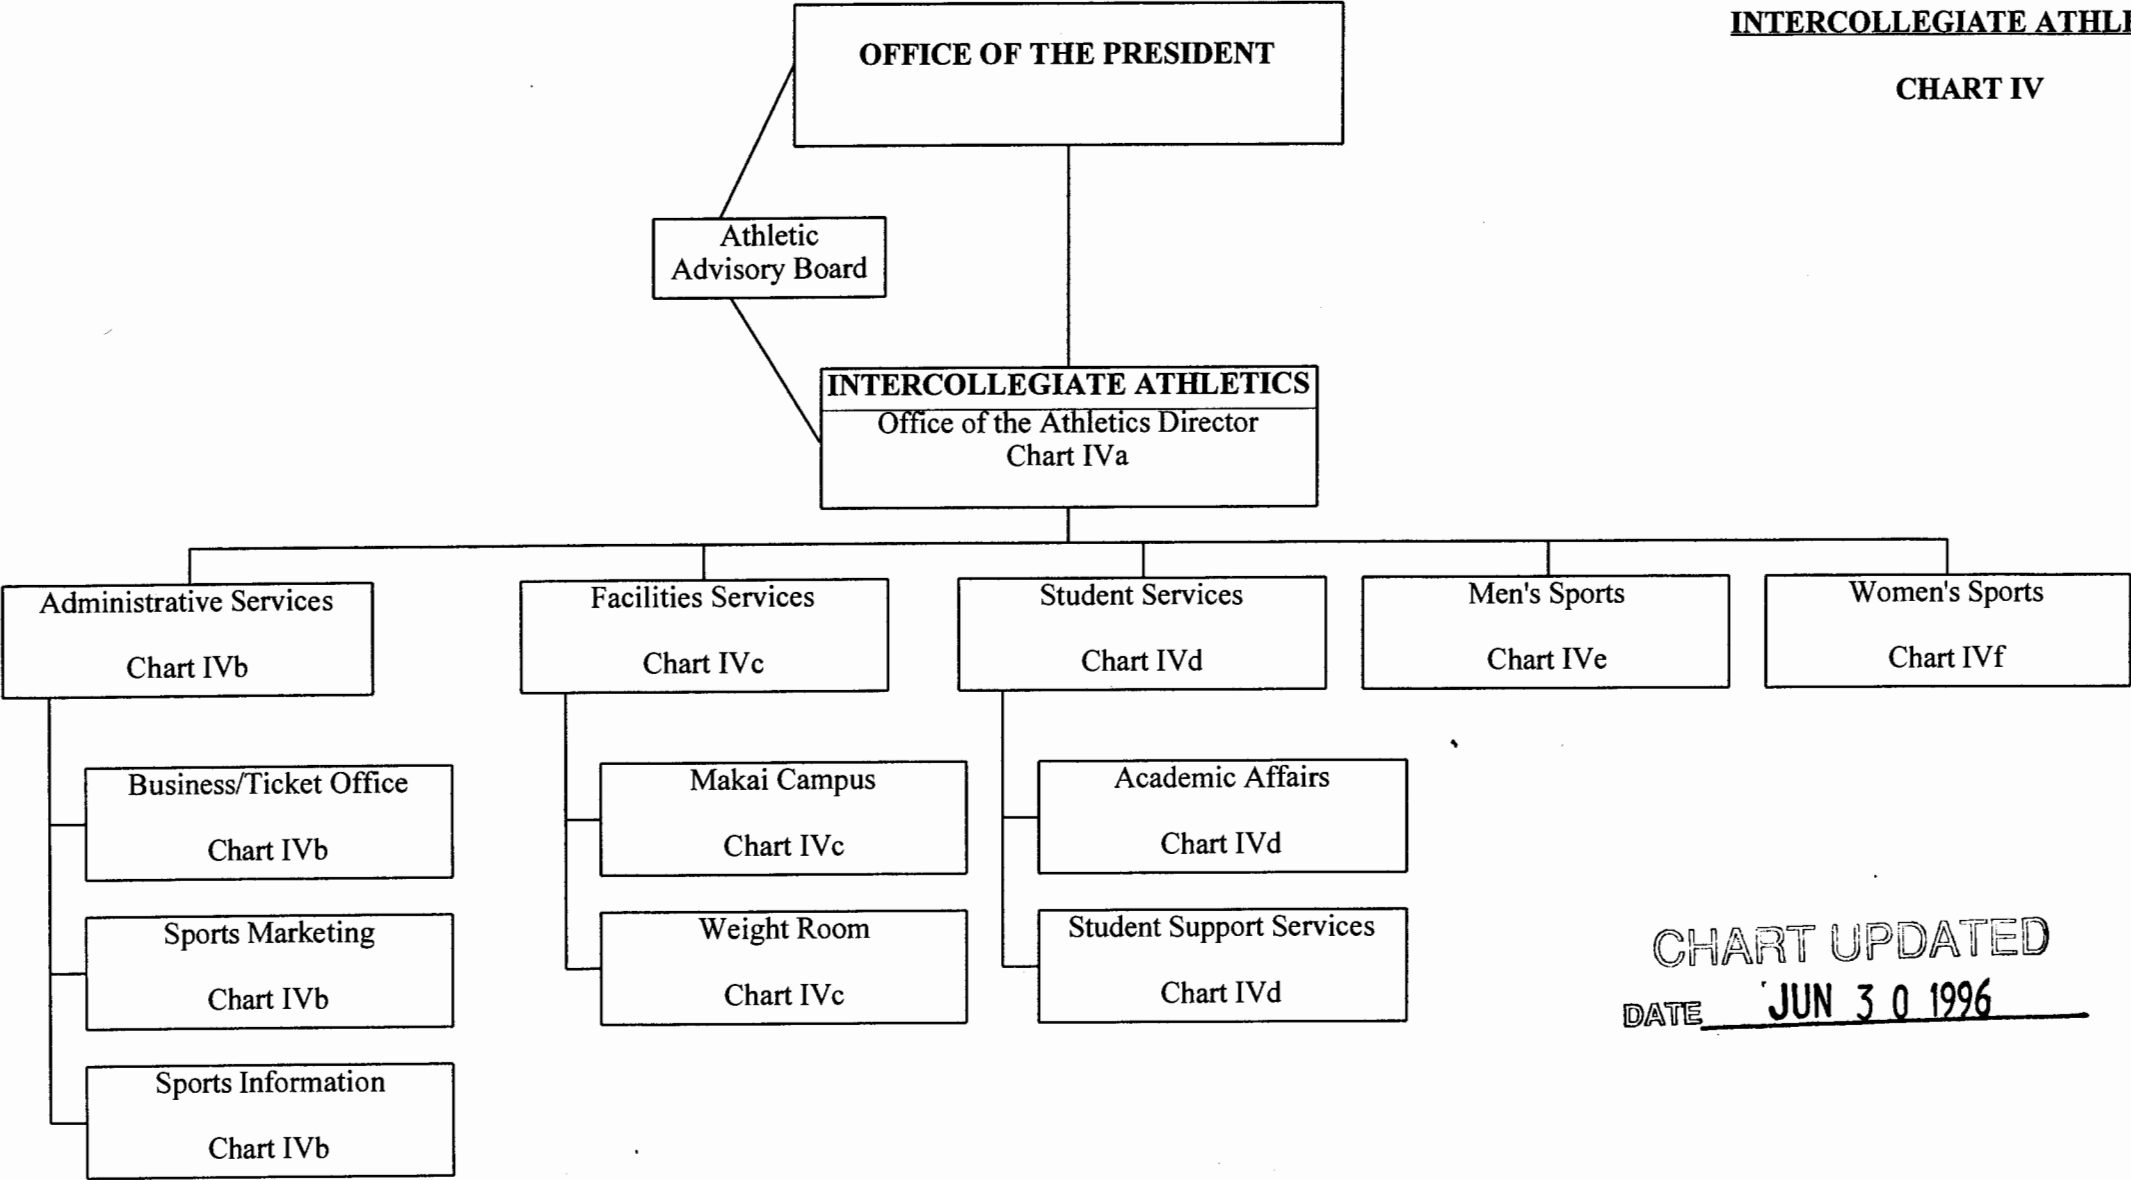 INTERCOLLEGIATE ATHLE
CHART IV
OFFICE OF THE PRESIDENT
Athletic
Advisory Board
INTERCOLLEGIATE ATHLETICS
Office of the Athletics Director
Chart IVa
Administrative Services
Chart IVb
Facilities Services
Chart IVc
Student Services
Chart IVd
Men's Sports
Chart IVe
Women's Sports
Chart IVf
Business/Ticket Office
Chart IVb
Makai Campus
Chart IVc
Academic Affairs
Chart IVd
Sports Marketing
Chart IVb
Weight Room
Chart IVc
Student Support Services
Chart IVd
Sports Information
Chart IVb
CHART UPDATED
DATE JUN 30 1996